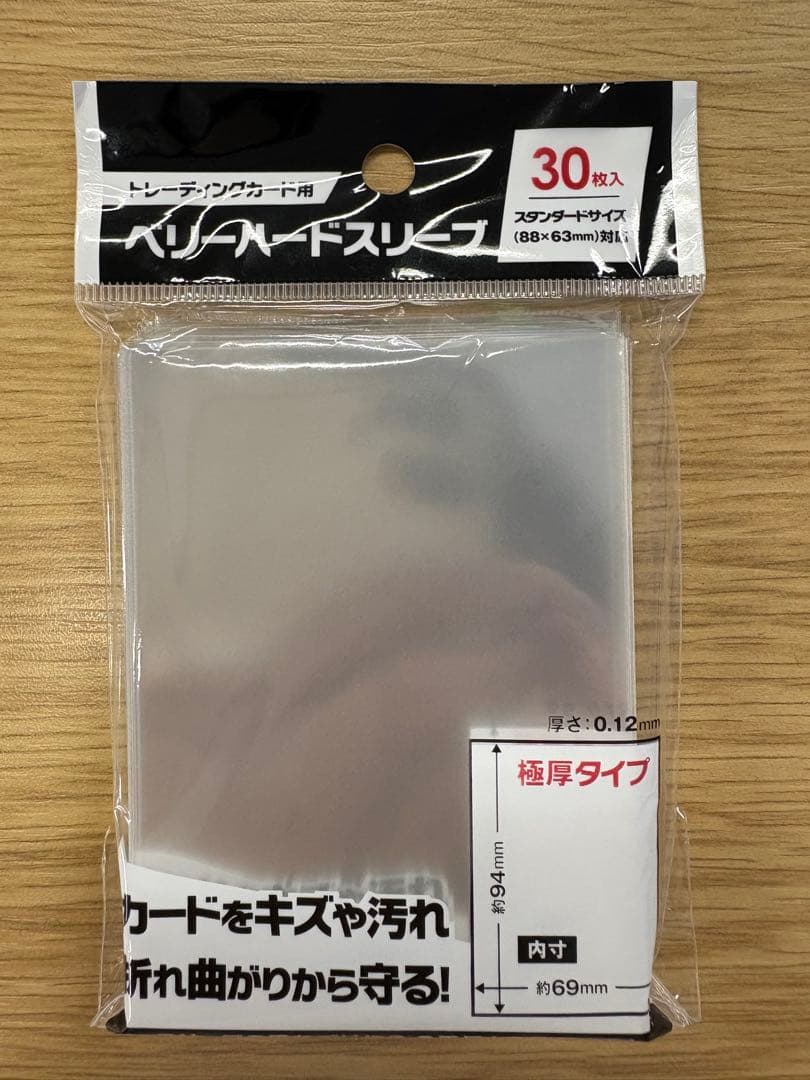 トレーディングカード用
ベリーハードスリーブ
30枚入
スタンダードサイズ
(88×63mm)対応
厚さ:0.12mm
極厚タイプ
約94mm
内寸
約69mm
カードをキズや汚れ
折れ曲がりから守る!